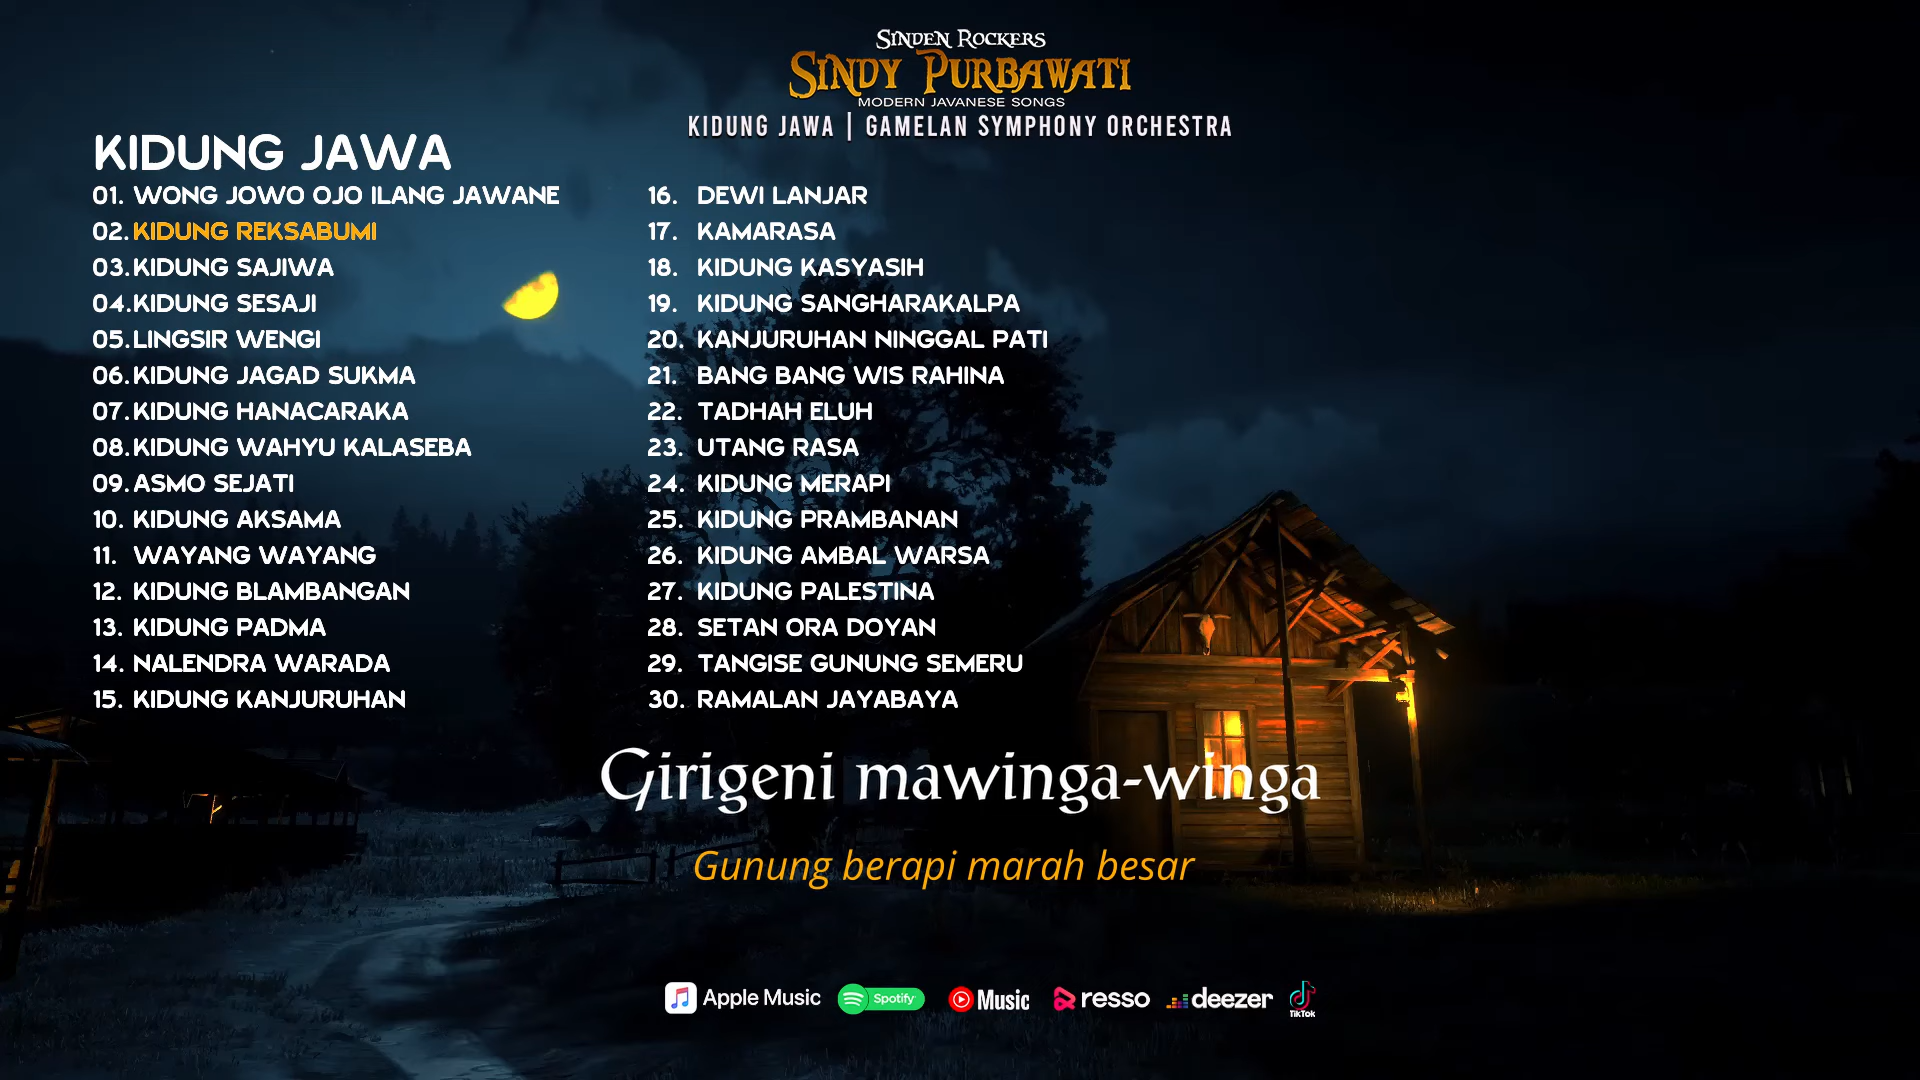 SINDEN ROCKERS
SINDY PURBAWATI
MODERN JAVANESE SONGS
KIDUNG JAWA | GAMELAN SYMPHONY ORCHESTRA
KIDUNG JAWA
01. WONG JOWO OJO ILANG JAWANE
02. KIDUNG REKSABUMI
03. KIDUNG SAJIWA
04. KIDUNG SESAJI
05. LINGSIR WENGI
06. KIDUNG JAGAD SUKMA
07. KIDUNG HANACARAKA
08. KIDUNG WAHYU KALASEBA
09. ASMO SEJATI
10. KIDUNG AKSAMA
11. WAYANG WAYANG
12. KIDUNG BLAMBANGAN
13. KIDUNG PADMA
14. NALENDRA WARADA
15. KIDUNG KANJURUHAN
16. DEWI LANJAR
17. KAMARASA
18. KIDUNG KASYASIH
19. KIDUNG SANGHARAKALPA
20. KANJURUHAN NINGGAL PATI
21. BANG BANG WIS RAHINA
22. TADHAH ELUH
23. UTANG RASA
24. KIDUNG MERAPI
25. KIDUNG PRAMBANAN
26. KIDUNG AMBAL WARSA
27. KIDUNG PALESTINA
28. SETAN ORA DOYAN
29. TANGISE GUNUNG SEMERU
30. RAMALAN JAYABAYA
Girigeni mawinga-winga
Gunung berapi marah besar
Apple Music Spotify Music resso deezer TikTok